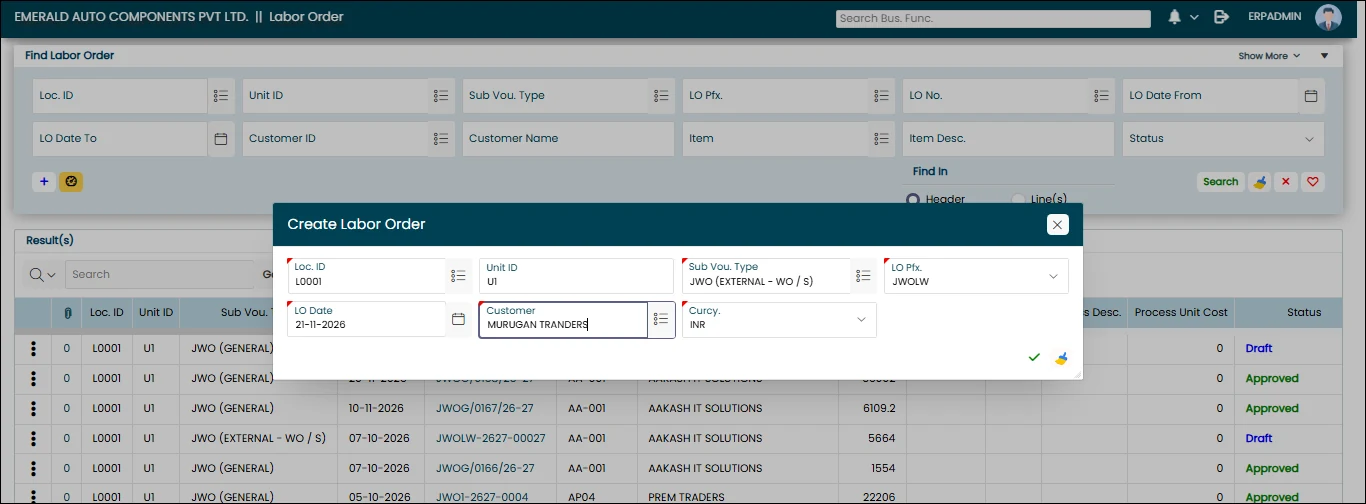 EMERALD AUTO COMPONENTS PVT LTD. || Labor Order
Search Bus. Func.
ERPADMIN
Find Labor Order
Show More
Loc. ID
Unit ID
Sub Vou. Type
LO Pfx.
LO No.
LO Date From
LO Date To
Customer ID
Customer Name
Item
Item Desc.
Status
Find In
Search
Header
Line(s)
Create Labor Order
Loc. ID
L0001
Unit ID
U1
Sub Vou. Type
JWO (EXTERNAL - WO / S)
LO Pfx.
JWOLW
LO Date
21-11-2026
Customer
MURUGAN TRANDERS
Curcy.
INR
Result(s)
Search
Loc. ID Unit ID Sub Vou. Desc. Process Unit Cost Status
0 L0001 U1 JWO (GENERAL) 0 Draft
0 L0001 U1 JWO (GENERAL) 0 Approved
0 L0001 U1 JWO (GENERAL) 10-11-2026 JWOG/0167/26-27 AA-001 AAKASH IT SOLUTIONS 6109.2 0 Approved
0 L0001 U1 JWO (EXTERNAL - WO / S) 07-10-2026 JWOLW-2627-00027 AA-001 AAKASH IT SOLUTIONS 5664 0 Draft
0 L0001 U1 JWO (GENERAL) 07-10-2026 JWOG/0166/26-27 AA-001 AAKASH IT SOLUTIONS 1554 0 Approved
0 L0001 U1 JWO (GENERAL) 05-10-2026 JWO1-2627-0004 AP04 PREM TRADERS 22206 0 Approved